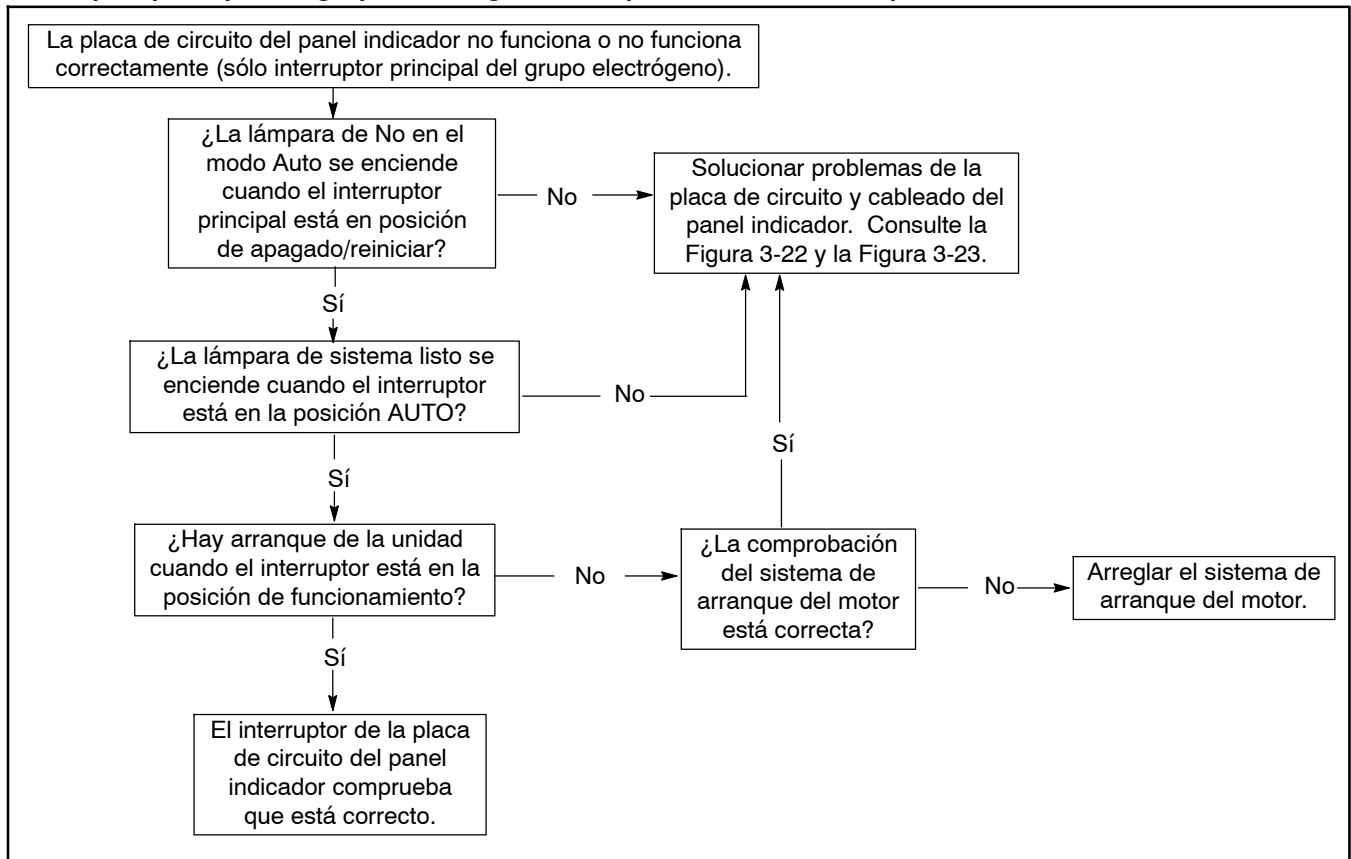 La placa de circuito del panel indicador no funciona o no funciona
correctamente (sólo interruptor principal del grupo electrógeno).
¿La lámpara de No en el
modo Auto se enciende
cuando el interruptor
principal está en posición
de apagado/reiniciar?
No
Solucionar problemas de la
placa de circuito y cableado del
panel indicador. Consulte la
Figura 3-22 y la Figura 3-23.
Sí
¿La lámpara de sistema listo se
enciende cuando el interruptor
está en la posición AUTO?
No
Sí
Sí
¿Hay arranque de la unidad
cuando el interruptor está en la
posición de funcionamiento?
No
¿La comprobación
del sistema de
arranque del motor
está correcta?
No
Arreglar el sistema de
arranque del motor.
Sí
El interruptor de la placa
de circuito del panel
indicador comprueba
que está correcto.